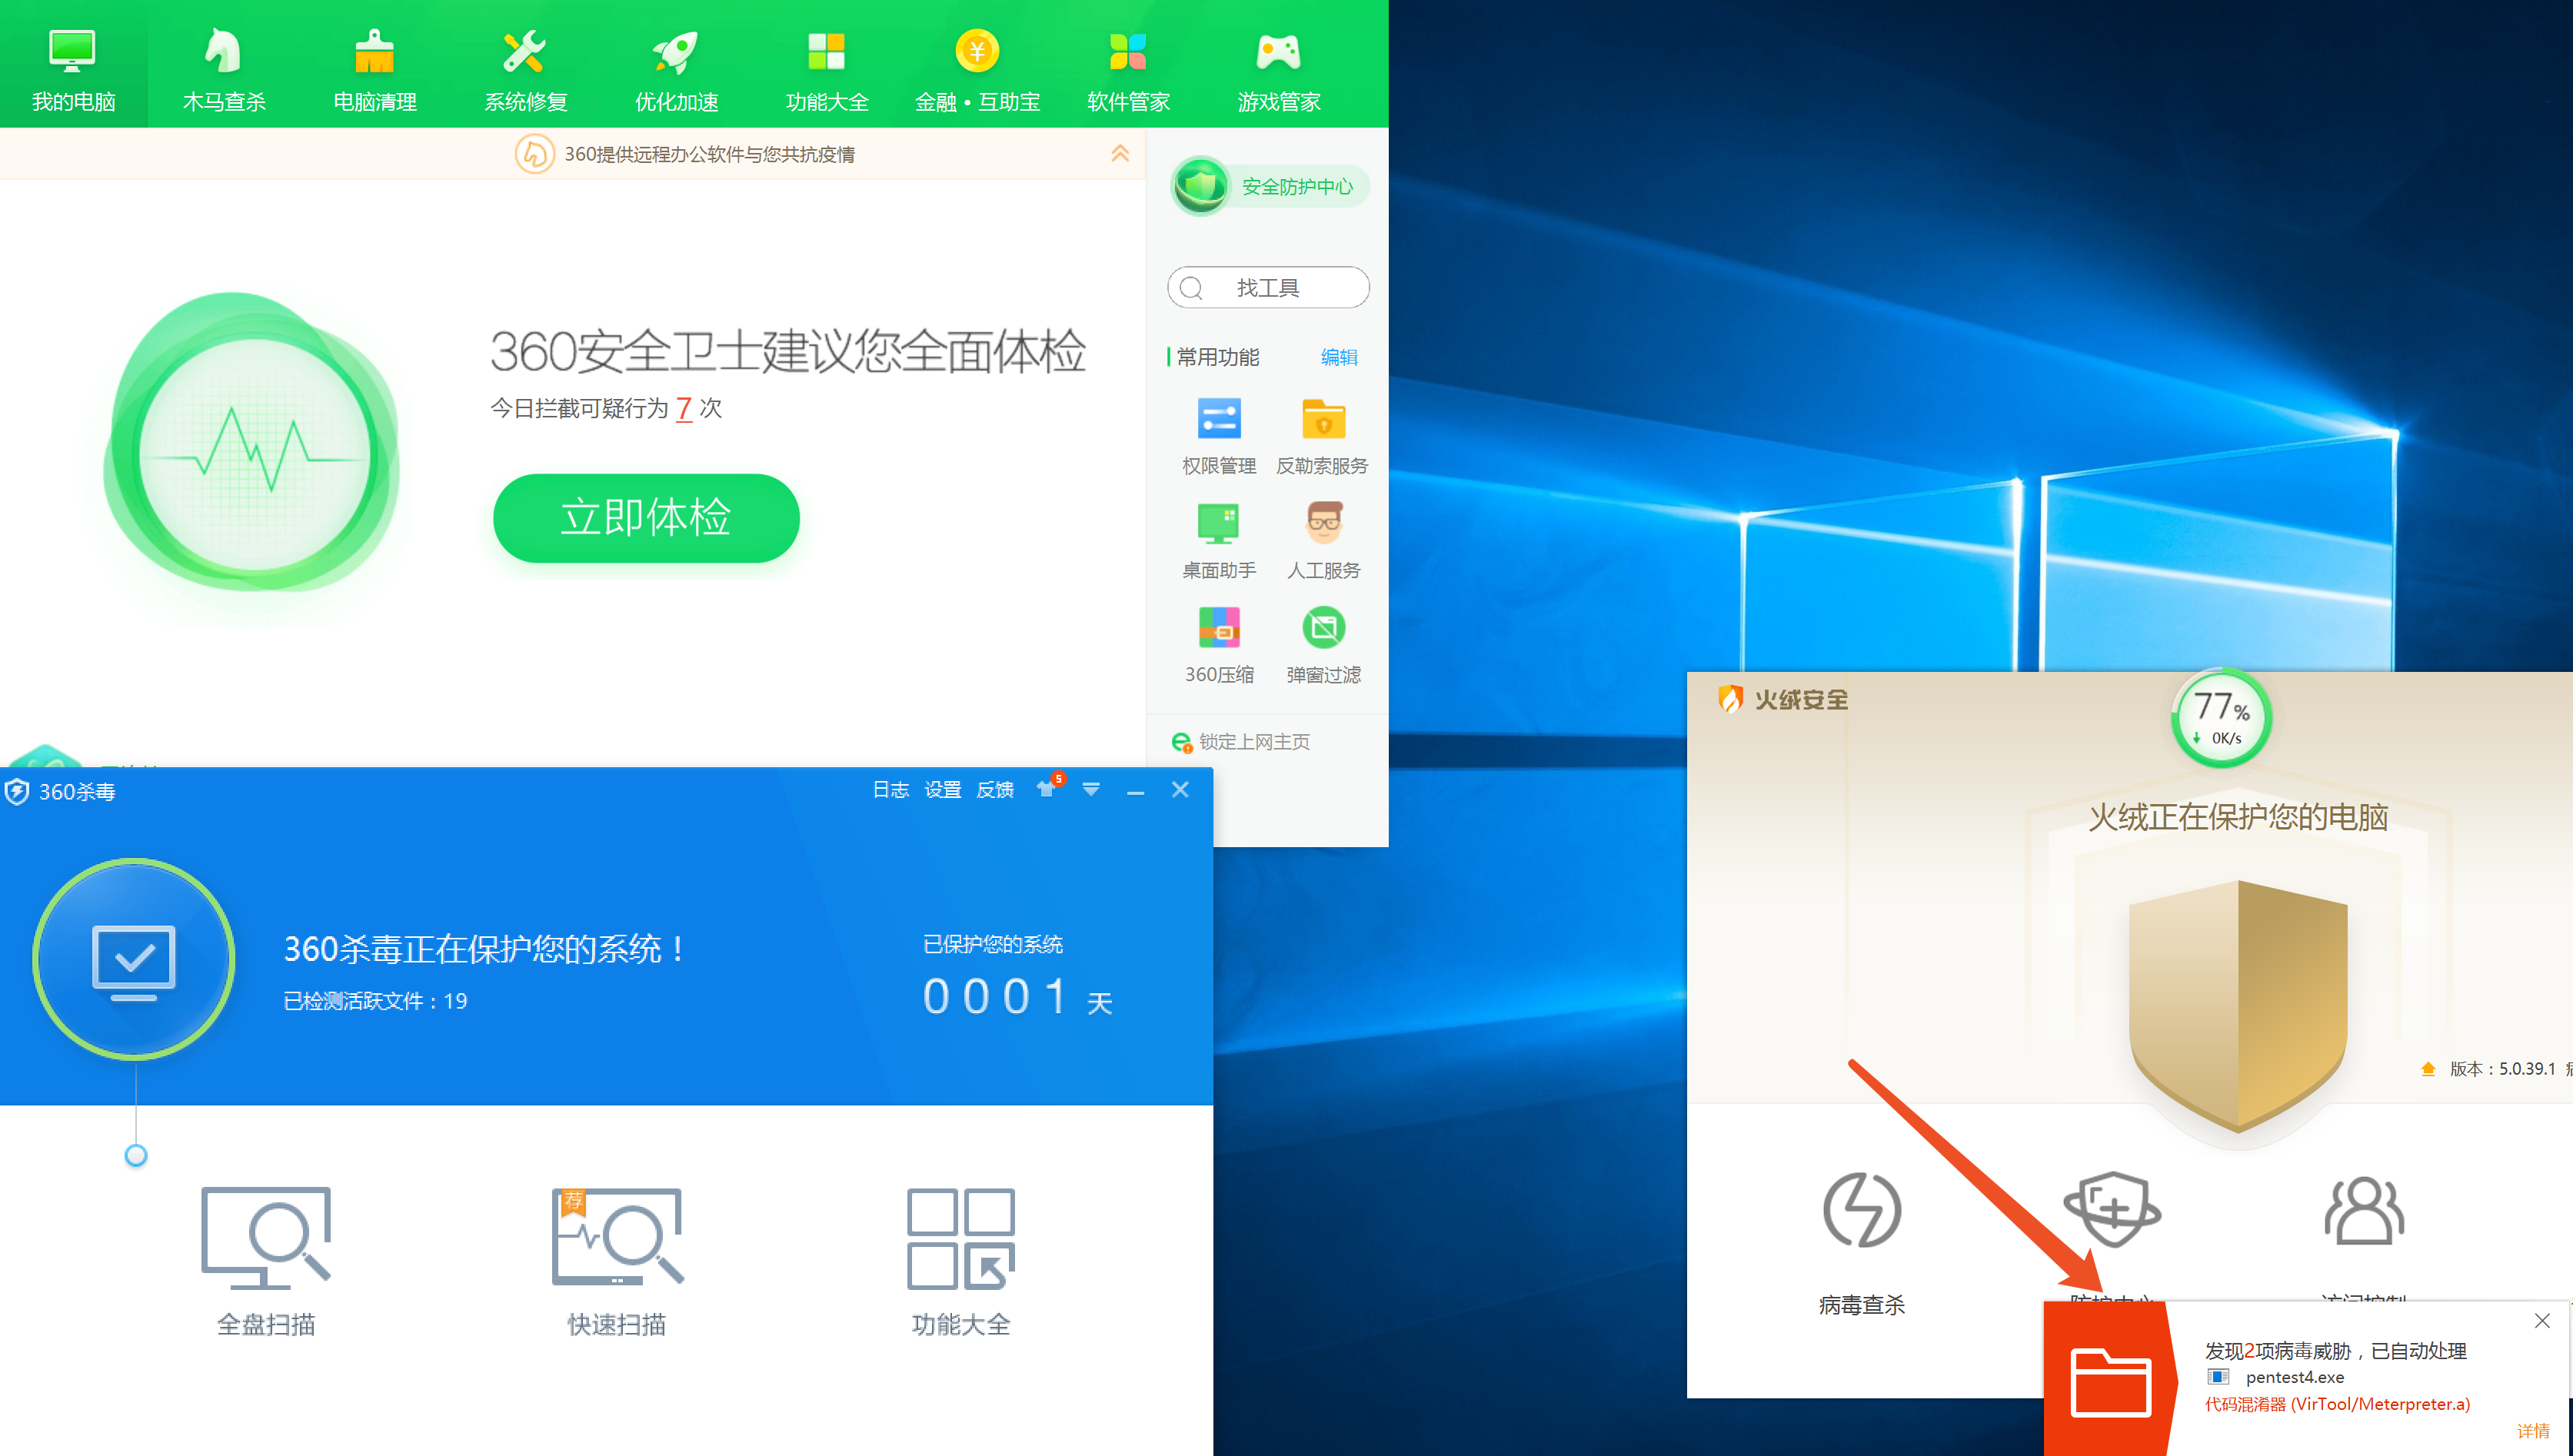 我的电脑 木马查杀 电脑清理 系统修复 优化加速 功能大全 金融•互助宝 软件管家 游戏管家
360提供远程办公软件与您共抗疫情
安全防护中心
找工具
360安全卫士建议您全面体检
今日拦截可疑行为 7 次
立即体检
常用功能 编辑
权限管理 反勒索服务
桌面助手 人工服务
360压缩 弹窗过滤
锁定上网主页
360杀毒 日志 设置 反馈 5
360杀毒正在保护您的系统！
已检测活跃文件：19
已保护您的系统
0001 天
荐
全盘扫描 快速扫描 功能大全
火绒安全
77%
0K/s
火绒正在保护您的电脑
版本：5.0.39.1
病毒查杀 防护中心 访问控制
发现2项病毒威胁，已自动处理
pentest4.exe
代码混淆器 (VirTool/Meterpreter.a)
详情